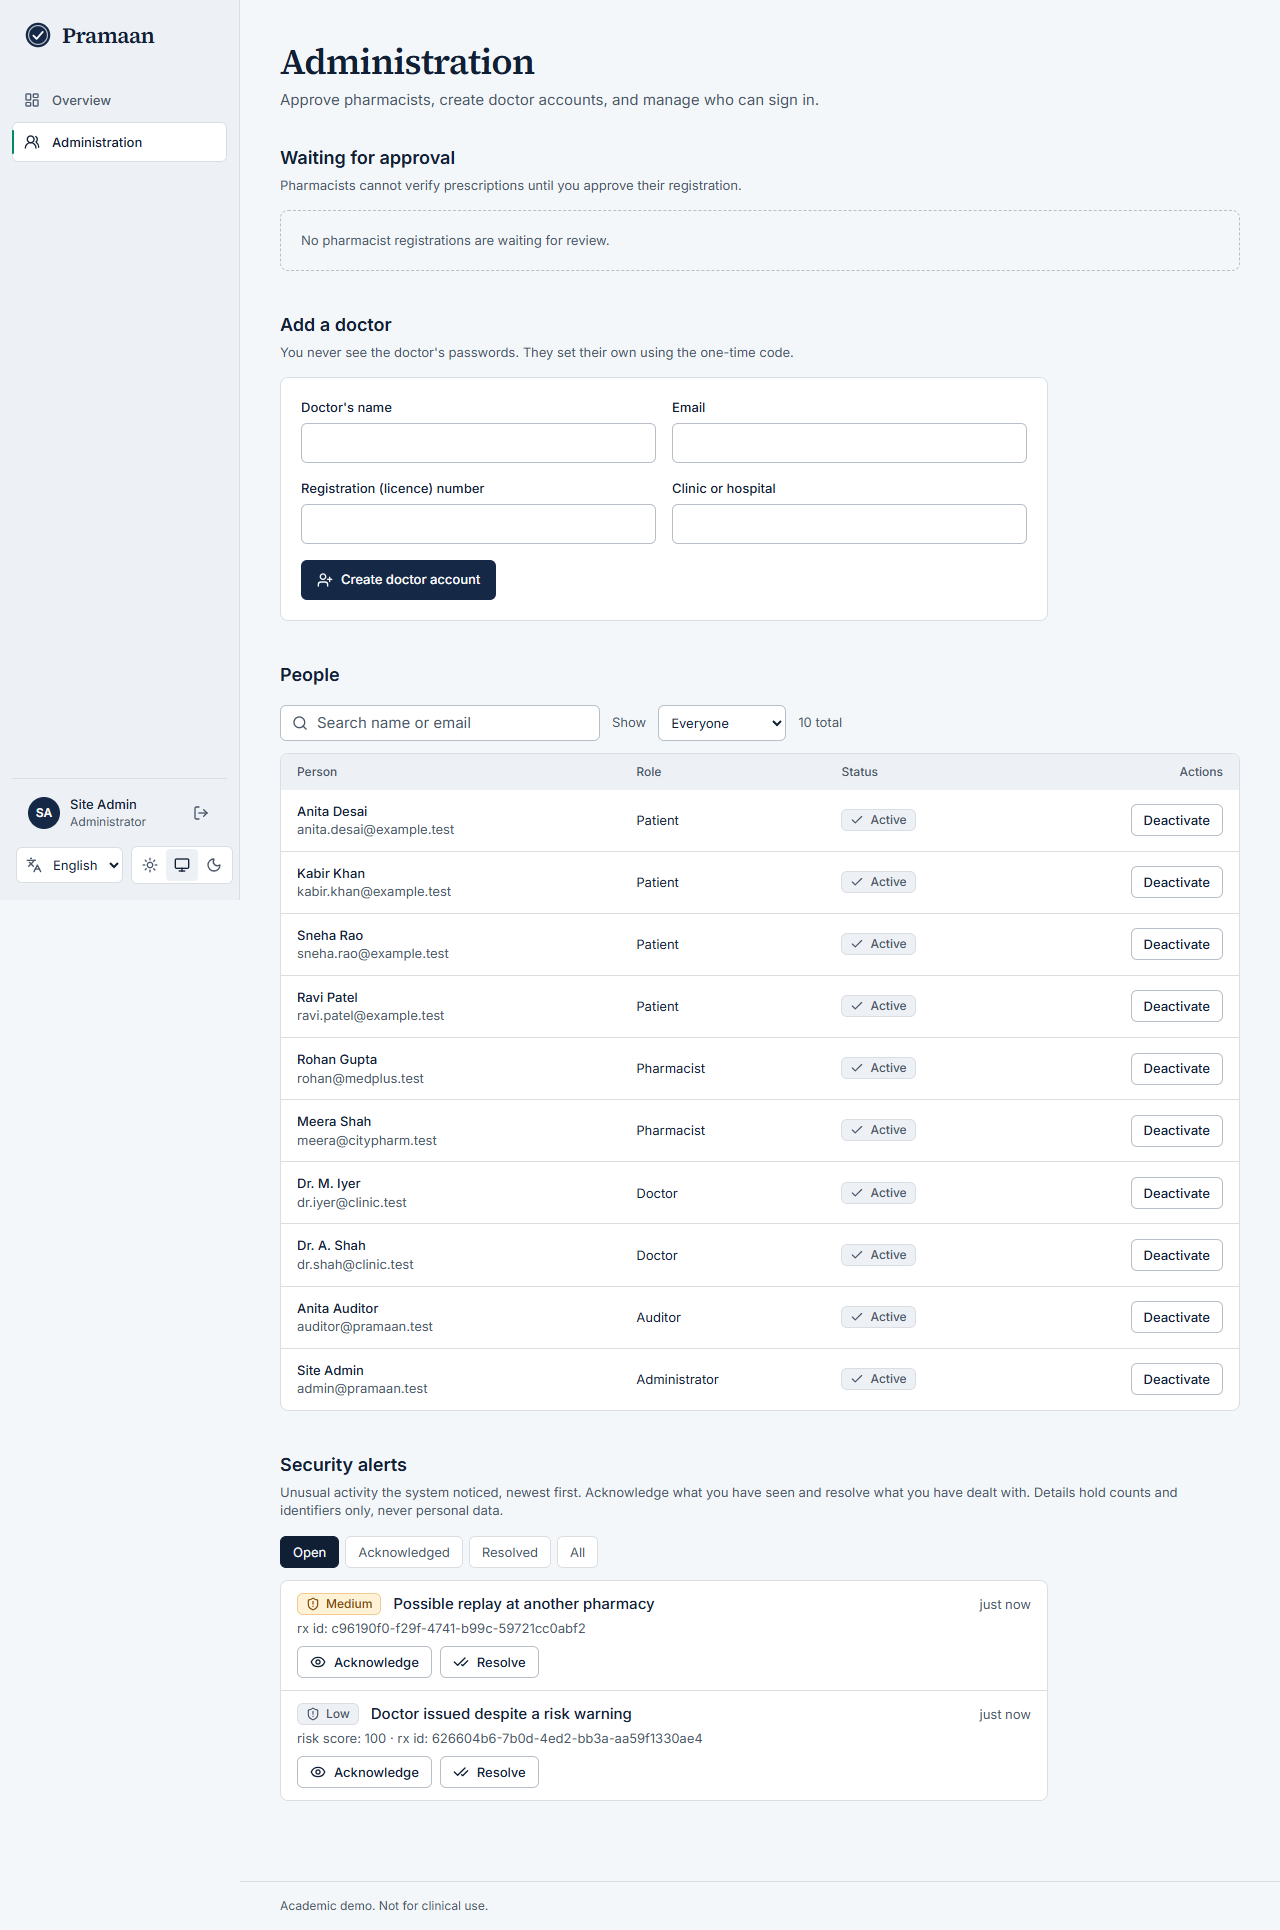 Pramaan
Overview
Administration
Site Admin
Administrator
SA
English
Administration
Approve pharmacists, create doctor accounts, and manage who can sign in.
Waiting for approval
Pharmacists cannot verify prescriptions until you approve their registration.
No pharmacist registrations are waiting for review.
Add a doctor
You never see the doctor's passwords. They set their own using the one-time code.
Doctor's name Email
Registration (licence) number Clinic or hospital
Create doctor account
People
Search name or email Show Everyone 10 total
Person Role Status Actions
Anita Desai
anita.desai@example.test Patient Active Deactivate
Kabir Khan
kabir.khan@example.test Patient Active Deactivate
Sneha Rao
sneha.rao@example.test Patient Active Deactivate
Ravi Patel
ravi.patel@example.test Patient Active Deactivate
Rohan Gupta
rohan@medplus.test Pharmacist Active Deactivate
Meera Shah
meera@citypharm.test Pharmacist Active Deactivate
Dr. M. Iyer
dr.iyer@clinic.test Doctor Active Deactivate
Dr. A. Shah
dr.shah@clinic.test Doctor Active Deactivate
Anita Auditor
auditor@pramaan.test Auditor Active Deactivate
Site Admin
admin@pramaan.test Administrator Active Deactivate
Security alerts
Unusual activity the system noticed, newest first. Acknowledge what you have seen and resolve what you have dealt with. Details hold counts and
identifiers only, never personal data.
Open Acknowledged Resolved All
Medium Possible replay at another pharmacy just now
rx id: c96190f0-f29f-4741-b99c-59721cc0abf2
Acknowledge Resolve
Low Doctor issued despite a risk warning just now
risk score: 100 · rx id: 626604b6-7b0d-4ed2-bb3a-aa59f1330ae4
Acknowledge Resolve
Academic demo. Not for clinical use.